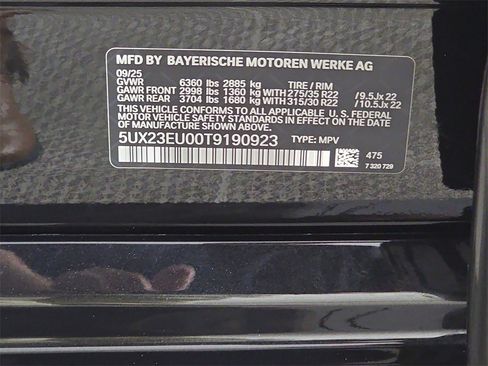 MFD BY BAYERISCHE MOTOREN WERKE AG
09/25
GVWR 6360 lbs 2885 kg TIRE / RIM
GAWR FRONT 2998 lbs 1360 kg WITH 275/35 R22 / 9.5J x 22
GAWR REAR 3704 lbs 1680 kg WITH 315/30 R22 / 10.5J x 22
THIS VEHICLE CONFORMS TO ALL APPLICABLE U. S. FEDERAL
MOTOR VEHICLE SAFETY STANDARDS IN EFFECT
ON THE DATE OF MANUFACTURE SHOWN ABOVE.
5UX23EU00T9190923 TYPE: MPV
475
7 320 729